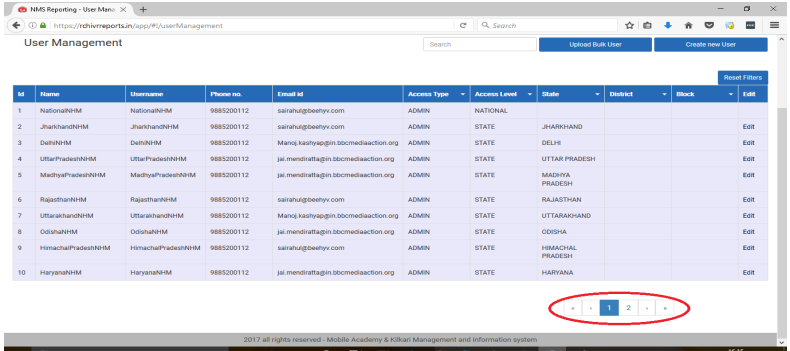 NMS Reporting - User Mana
https://rchivrreports.in/app/#!/userManagement
Search
User Management
Search
Upload Bulk User
Create new User
Reset Filters
Id Name Username Phone no. Email id Access Type Access Level State District Block Edit
1 NationalNHM NationalNHM 9885200112 sairahul@beehyv.com ADMIN NATIONAL
2 JharkhandNHM JharkhandNHM 9885200112 sairahul@beehyv.com ADMIN STATE JHARKHAND Edit
3 DelhiNHM DelhiNHM 9885200112 Manoj.kashyap@in.bbcmediaaction.org ADMIN STATE DELHI Edit
4 UttarPradeshNHM UttarPradeshNHM 9885200112 jai.mendiratta@in.bbcmediaaction.org ADMIN STATE UTTAR PRADESH Edit
5 MadhyaPradeshNHM MadhyaPradeshNHM 9885200112 jai.mendiratta@in.bbcmediaaction.org ADMIN STATE MADHYA Edit
PRADESH
6 RajasthanNHM RajasthanNHM 9885200112 sairahul@beehyv.com ADMIN STATE RAJASTHAN Edit
7 UttarakhandNHM UttarakhandNHM 9885200112 Manoj.kashyap@in.bbcmediaaction.org ADMIN STATE UTTARAKHAND Edit
8 OdishaNHM OdishaNHM 9885200112 jai.mendiratta@in.bbcmediaaction.org ADMIN STATE ODISHA Edit
9 HimachalPradeshNHM HimachalPradeshNHM 9885200112 sairahul@beehyv.com ADMIN STATE HIMACHAL Edit
PRADESH
10 HaryanaNHM HaryanaNHM 9885200112 jai.mendiratta@in.bbcmediaaction.org ADMIN STATE HARYANA Edit
« ‹ 1 2 › »
2017 all rights reserved - Mobile Academy & Kilkari Management and Information system